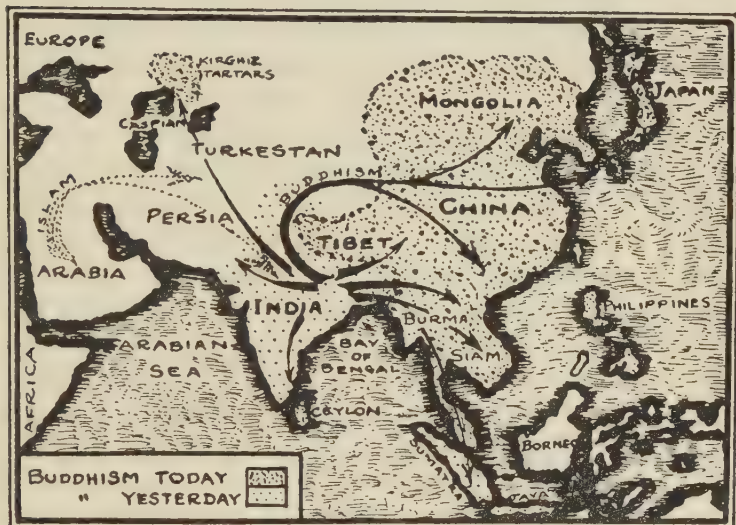 EUROPE
KIRGHIZ
TARTARS
MONGOLIA
JAPAN
CASPIAN
TURKESTAN
BUDDHISM
ISLAM
PERSIA
CHINA
TIBET
ARABIA
INDIA
PHILIPPINES
BURMA
ARABIAN
SEA
BAY
OF
BENGAL
SIAM
AFRICA
CEYLON
BORNEO
SUMATRA
JAVA
BUDDHISM TODAY
" YESTERDAY